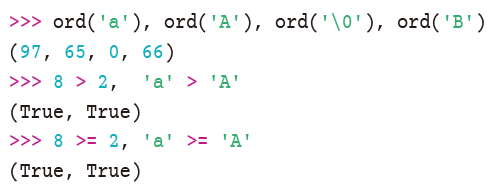 >>> ord('a'), ord('A'), ord('\0'), ord('B')
(97, 65, 0, 66)
>>> 8 > 2,  'a' > 'A'
(True, True)
>>> 8 >= 2, 'a' >= 'A'
(True, True)